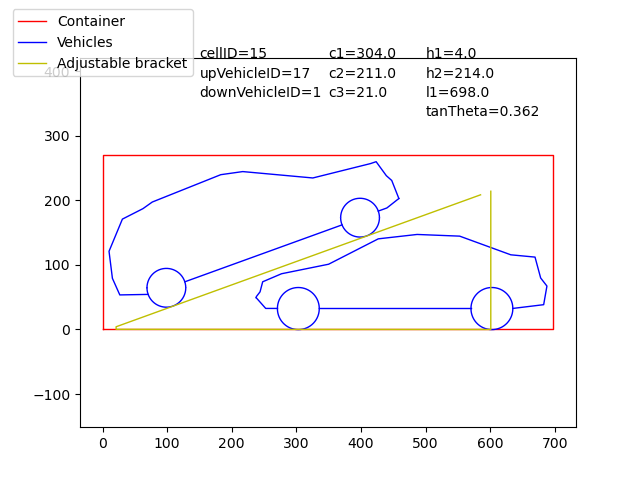 Container
Vehicles
Adjustable bracket
cellID=15 c1=304.0 h1=4.0
upVehicleID=17 c2=211.0 h2=214.0
downVehicleID=1 c3=21.0 l1=698.0
tanTheta=0.362
400
300
200
100
0
−100
0 100 200 300 400 500 600 700